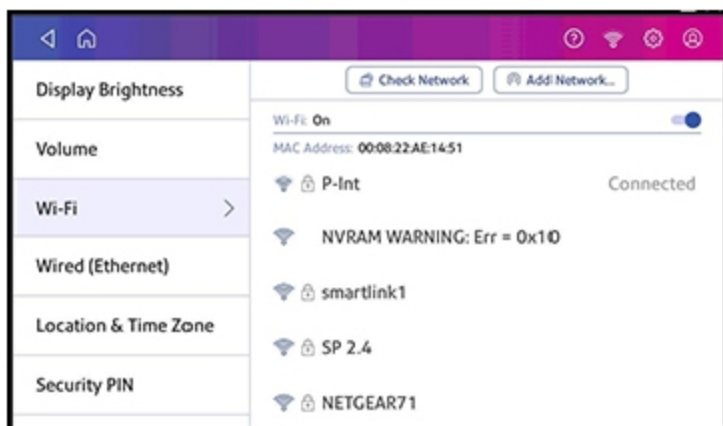 Check Network
Add Network...
Display Brightness
Volume
Wi-Fi
Wired (Ethernet)
Location & Time Zone
Security PIN
Wi-Fi: On
MAC Address: 00:08:22:AE:14:51
P-Int Connected
NVRAM WARNING: Err = 0x10
smartlink1
SP 2.4
NETGEAR71